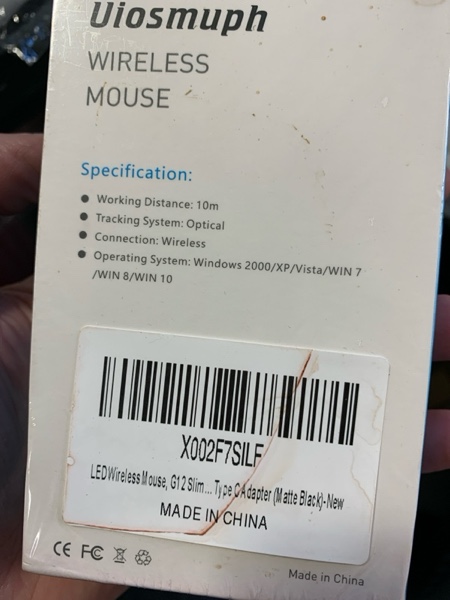 Uiosmuph
WIRELESS
MOUSE
Specification:
Working Distance: 10m
Tracking System: Optical
Connection: Wireless
Operating System: Windows 2000/XP/Vista/WIN 7
/WIN 8/WIN 10
X002F7SILF
LED Wireless Mouse, G12 Slim... Type C Adapter (Matte Black)-New
MADE IN CHINA
CE FC
Made in China